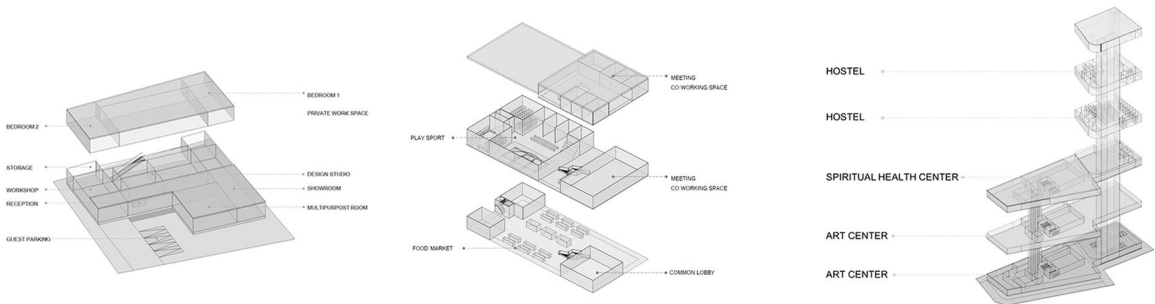 BEDROOM 1
PRIVATE WORK SPACE
BEDROOM 2
STORAGE
WORKSHOP
RECEPTION
GUEST PARKING
DESIGN STUDIO
SHOWROOM
MULTIPURPOST ROOM
MEETING
CO WORKING SPACE
PLAY SPORT
MEETING
CO WORKING SPACE
FOOD MARKET
COMMON LOBBY
HOSTEL
HOSTEL
SPIRITUAL HEALTH CENTER
ART CENTER
ART CENTER